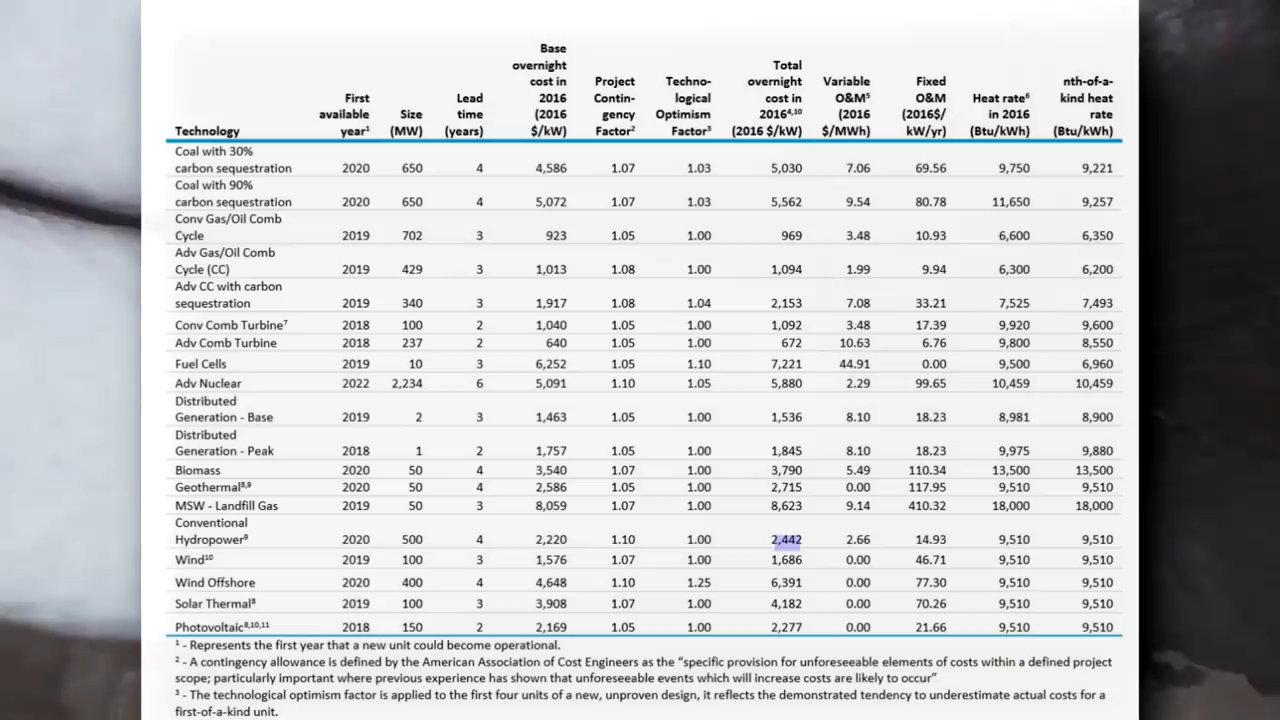 Base
overnight
cost in
2016
(2016
$/kW)
Project
Contin-
gency
Factor²
Techno-
logical
Optimism
Factor³
Total
overnight
cost in
2016⁴,¹⁰
(2016 $/kW)
Variable
O&M⁵
(2016
$/MWh)
Fixed
O&M
(2016$/
kW/yr)
Heat rate⁶
in 2016
(Btu/kWh)
nth-of-a-
kind heat
rate
(Btu/kWh)
First
available
year¹
Size
(MW)
Lead
time
(years)
Technology
Coal with 30%
carbon sequestration 2020 650 4 4,586 1.07 1.03 5,030 7.06 69.56 9,750 9,221
Coal with 90%
carbon sequestration 2020 650 4 5,072 1.07 1.03 5,562 9.54 80.78 11,650 9,257
Conv Gas/Oil Comb
Cycle 2019 702 3 923 1.05 1.00 969 3.48 10.93 6,600 6,350
Adv Gas/Oil Comb
Cycle (CC) 2019 429 3 1,013 1.08 1.00 1,094 1.99 9.94 6,300 6,200
Adv CC with carbon
sequestration 2019 340 3 1,917 1.08 1.04 2,153 7.08 33.21 7,525 7,493
Conv Comb Turbine⁷ 2018 100 2 1,040 1.05 1.00 1,092 3.48 17.39 9,920 9,600
Adv Comb Turbine 2018 237 2 640 1.05 1.00 672 10.63 6.76 9,800 8,550
Fuel Cells 2019 10 3 6,252 1.05 1.10 7,221 44.91 0.00 9,500 6,960
Adv Nuclear 2022 2,234 6 5,091 1.10 1.05 5,880 2.29 99.65 10,459 10,459
Distributed
Generation - Base 2019 2 3 1,463 1.05 1.00 1,536 8.10 18.23 8,981 8,900
Distributed
Generation - Peak 2018 1 2 1,757 1.05 1.00 1,845 8.10 18.23 9,975 9,880
Biomass 2020 50 4 3,540 1.07 1.00 3,790 5.49 110.34 13,500 13,500
Geothermal⁸,⁹ 2020 50 4 2,586 1.05 1.00 2,715 0.00 117.95 9,510 9,510
MSW - Landfill Gas 2019 50 3 8,059 1.07 1.00 8,623 9.14 410.32 18,000 18,000
Conventional
Hydropower⁹ 2020 500 4 2,220 1.10 1.00 2,442 2.66 14.93 9,510 9,510
Wind¹⁰ 2019 100 3 1,576 1.07 1.00 1,686 0.00 46.71 9,510 9,510
Wind Offshore 2020 400 4 4,648 1.10 1.25 6,391 0.00 77.30 9,510 9,510
Solar Thermal⁸ 2019 100 3 3,908 1.07 1.00 4,182 0.00 70.26 9,510 9,510
Photovoltaic⁸,¹⁰,¹¹ 2018 150 2 2,169 1.05 1.00 2,277 0.00 21.66 9,510 9,510
¹ - Represents the first year that a new unit could become operational.
² - A contingency allowance is defined by the American Association of Cost Engineers as the “specific provision for unforeseeable elements of costs within a defined project
scope; particularly important where previous experience has shown that unforeseeable events which will increase costs are likely to occur”
³ - The technological optimism factor is applied to the first four units of a new, unproven design, it reflects the demonstrated tendency to underestimate actual costs for a
first-of-a-kind unit.